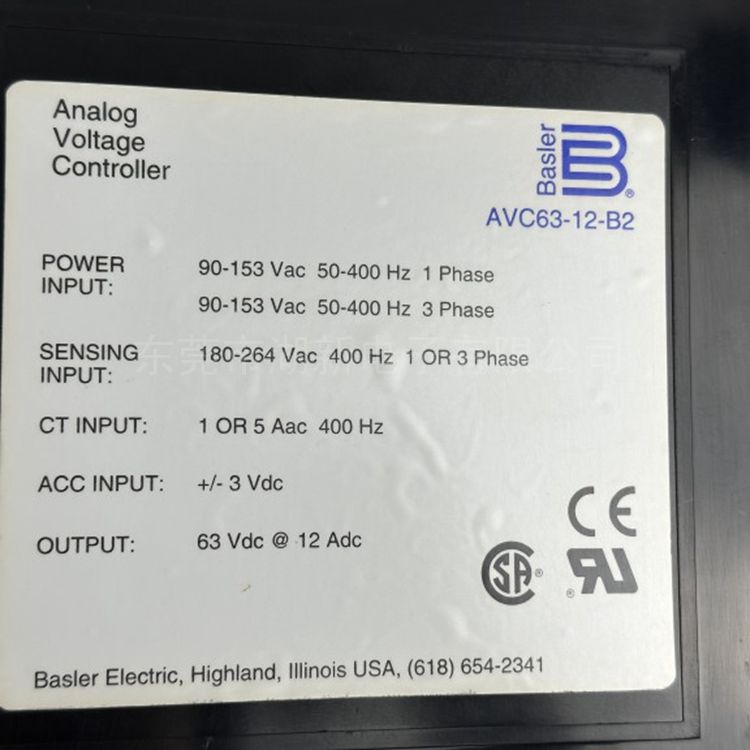 Analog
Voltage
Controller
Basler
AVC63-12-B2
POWER INPUT: 90-153 Vac 50-400 Hz 1 Phase
90-153 Vac 50-400 Hz 3 Phase
SENSING INPUT: 180-264 Vac 400 Hz 1 OR 3 Phase
CT INPUT: 1 OR 5 Aac 400 Hz
ACC INPUT: +/- 3 Vdc
OUTPUT: 63 Vdc @ 12 Adc
CE
SA ®
RU ®
Basler Electric, Highland, Illinois USA, (618) 654-2341